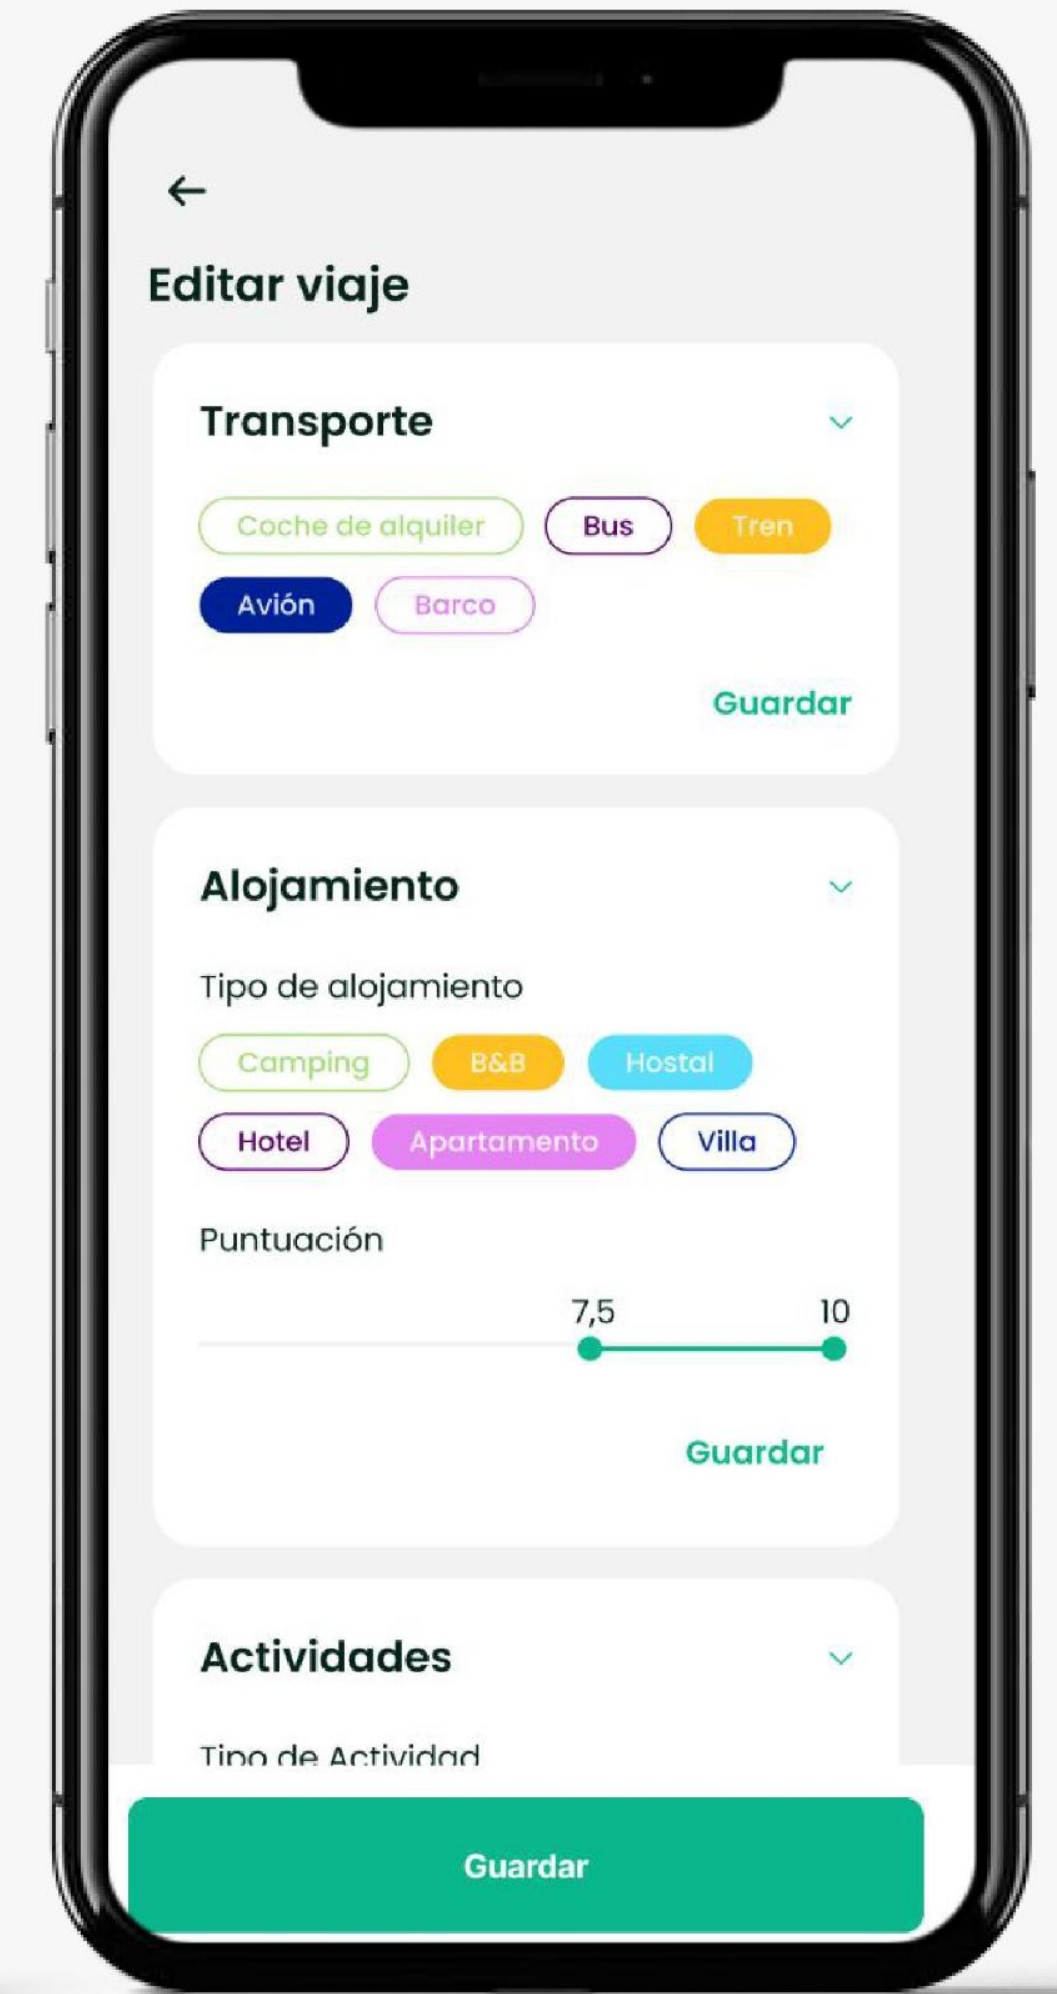 Editar viaje
Transporte
Coche de alquiler Bus Tren
Avión Barco
Guardar
Alojamiento
Tipo de alojamiento
Camping B&B Hostal
Hotel Apartamento Villa
Puntuación
7,5 10
Guardar
Actividades
Tipo de Actividad
Guardar